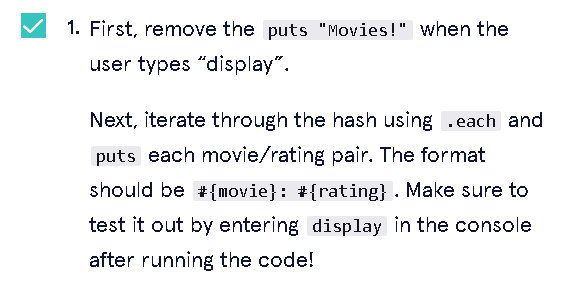 1. First, remove the puts "Movies!" when the
user types “display”.
Next, iterate through the hash using .each and
puts each movie/rating pair. The format
should be #{movie}: #{rating}. Make sure to
test it out by entering display in the console
after running the code!